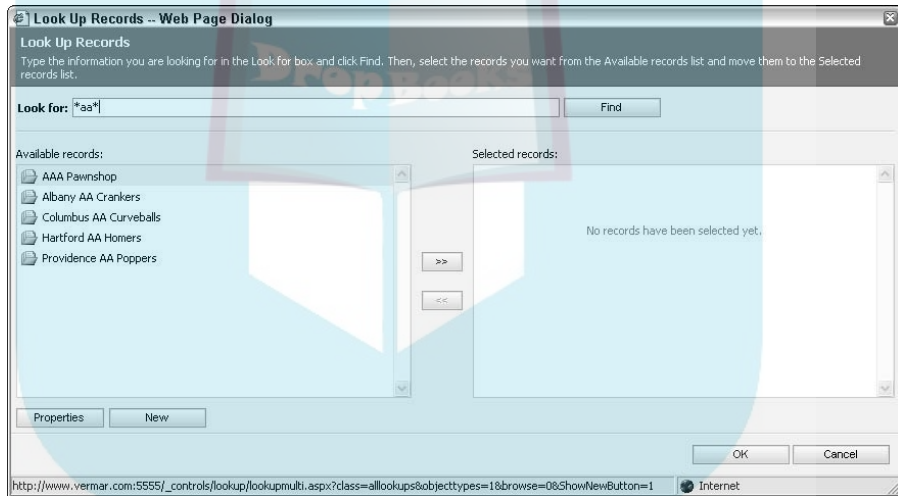 Look Up Records -- Web Page Dialog
Look Up Records
Type the information you are looking for in the Look for box and click Find. Then, select the records you want from the Available records list and move them to the Selected
records list.
DropBooks
Look for: *aa*
Find
Available records:
Selected records:
AAA Pawnshop
Albany AA Crankers
Columbus AA Curveballs
Hartford AA Homers
Providence AA Poppers
No records have been selected yet.
>>
<<
Properties
New
OK
Cancel
http://www.vermar.com:5555/_controls/lookup/lookupmulti.aspx?class=alllookups&objecttypes=1&browse=0&ShowNewButton=1
Internet